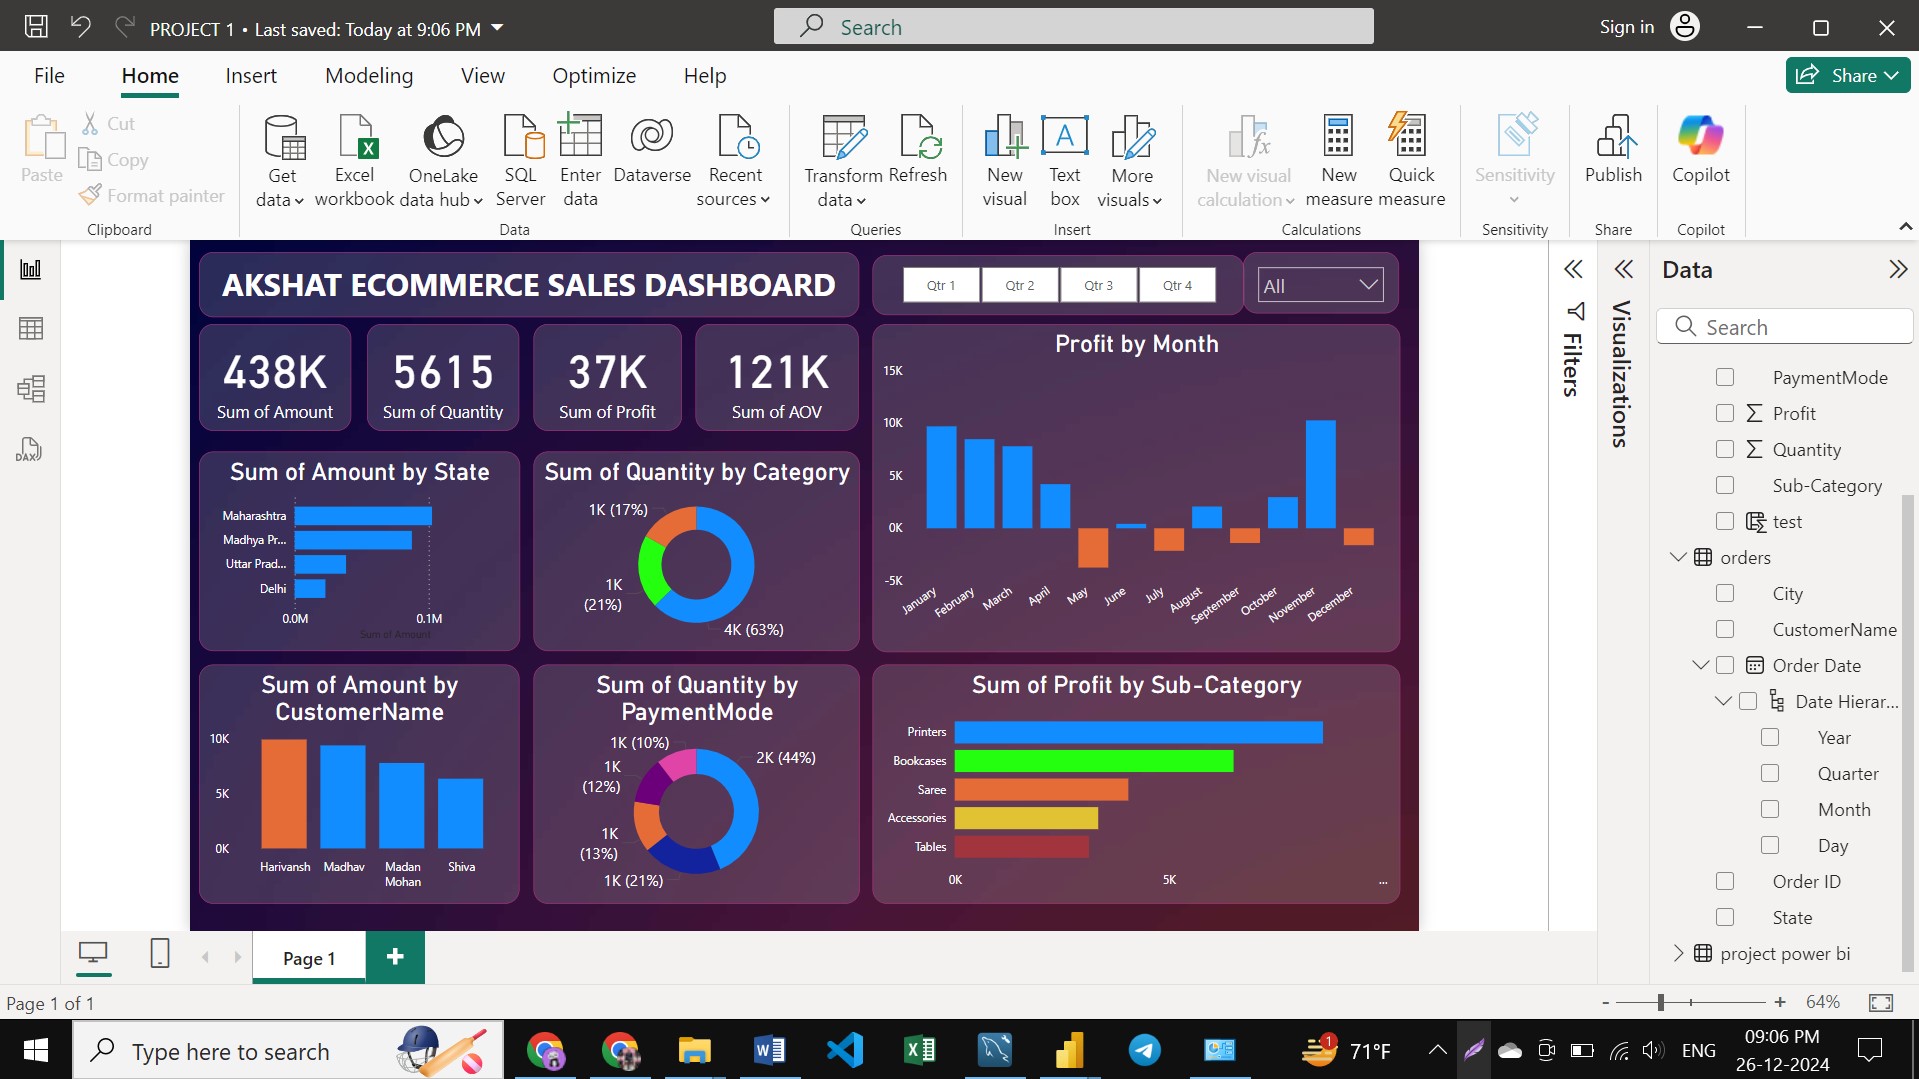 PROJECT 1 • Last saved: Today at 9:06 PM
Search
Sign in
File
Home
Insert
Modeling
View
Optimize
Help
Share
Paste
Cut
Copy
Format painter
Clipboard
Get data
Excel workbook
OneLake data hub
SQL Server
Enter data
Dataverse
Recent sources
Data
Transform data
Refresh
Queries
New visual
Text box
More visuals
Insert
New visual calculation
New measure
Quick measure
Calculations
Sensitivity
Sensitivity
Publish
Share
Copilot
Copilot
AKSHAT ECOMMERCE SALES DASHBOARD
Qtr 1
Qtr 2
Qtr 3
Qtr 4
All
438K
Sum of Amount
5615
Sum of Quantity
37K
Sum of Profit
121K
Sum of AOV
Profit by Month
15K
10K
5K
0K
-5K
January
February
March
April
May
June
July
August
September
October
November
December
Sum of Amount by State
Maharashtra
Madhya Pr...
Uttar Prad...
Delhi
0.0M
0.1M
Sum of Amount
Sum of Quantity by Category
1K (17%)
1K
(21%)
4K (63%)
Sum of Amount by
CustomerName
10K
5K
0K
Harivansh
Madhav
Madan
Mohan
Shiva
Sum of Quantity by
PaymentMode
1K (10%)
2K (44%)
1K
(12%)
1K
(13%)
1K (21%)
Sum of Profit by Sub-Category
Printers
Bookcases
Saree
Accessories
Tables
0K
5K
...
Filters
Visualizations
Data
Search
PaymentMode
Profit
Quantity
Sub-Category
test
orders
City
CustomerName
Order Date
Date Hierar...
Year
Quarter
Month
Day
Order ID
State
project power bi
DAX
Page 1
+
Page 1 of 1
- + 64%
Type here to search
1
71°F
ENG
09:06 PM
26-12-2024